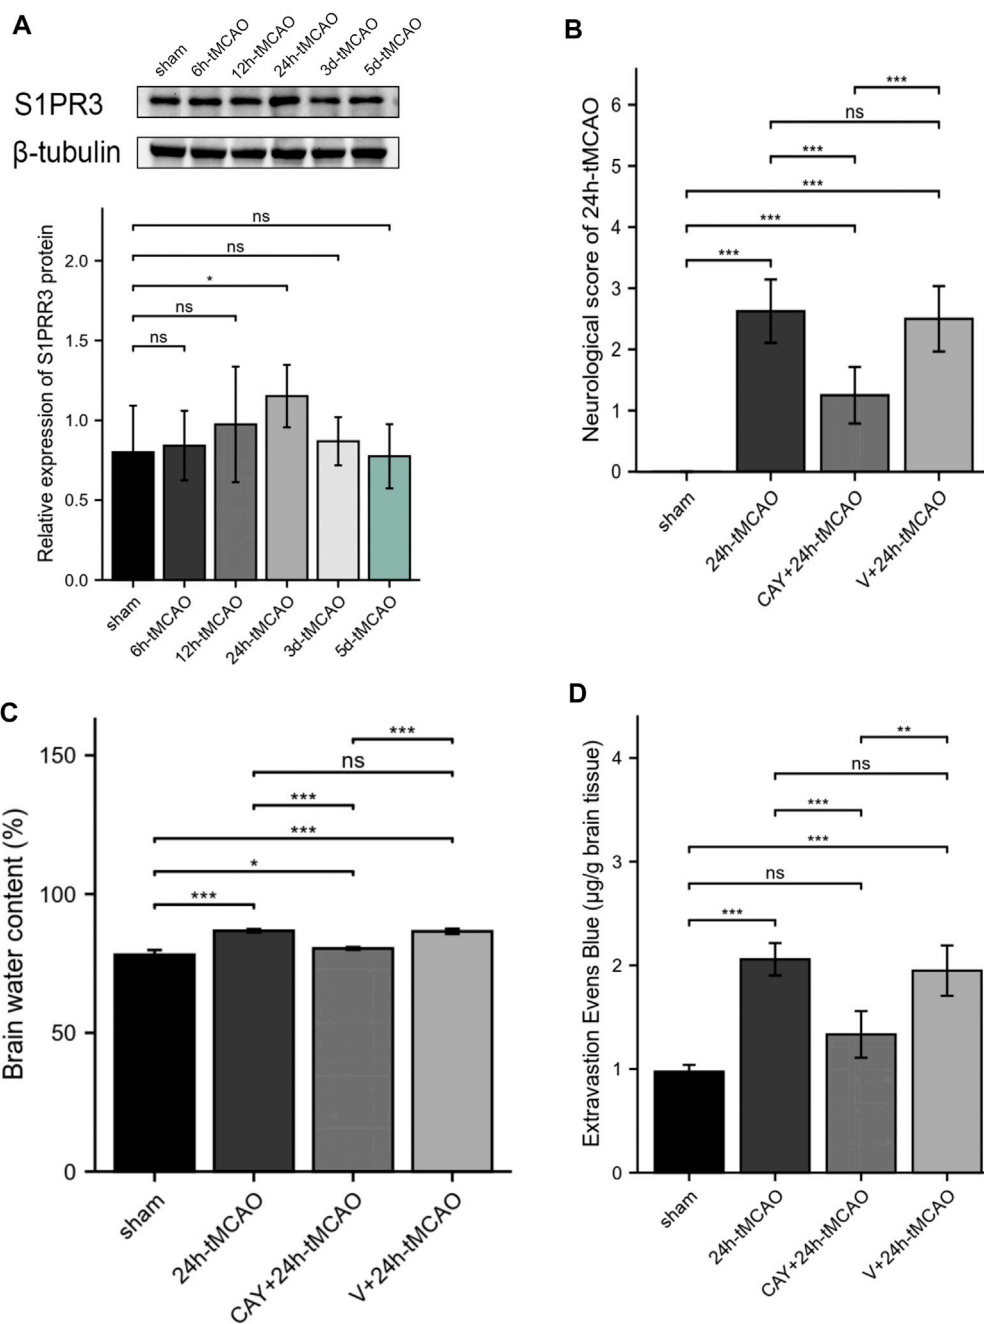 A
sham
6h-tMCAO
12h-tMCAO
24h-tMCAO
3d-tMCAO
5d-tMCAO
S1PR3
β-tubulin
Relative expression of S1PRR3 protein
2.0
1.5
1.0
0.5
0.0
ns
ns
*
ns
ns
sham
6h-tMCAO
12h-tMCAO
24h-tMCAO
3d-tMCAO
5d-tMCAO
B
Neurological score of 24h-tMCAO
6
5
4
3
2
1
0
***
ns
***
***
***
***
sham
24h-tMCAO
CAY+24h-tMCAO
V+24h-tMCAO
C
Brain water content (%)
150
100
50
0
***
ns
***
***
*
***
sham
24h-tMCAO
CAY+24h-tMCAO
V+24h-tMCAO
D
Extravastion Evens Blue (μg/g brain tissue)
4
3
2
1
0
**
ns
***
***
ns
***
sham
24h-tMCAO
CAY+24h-tMCAO
V+24h-tMCAO